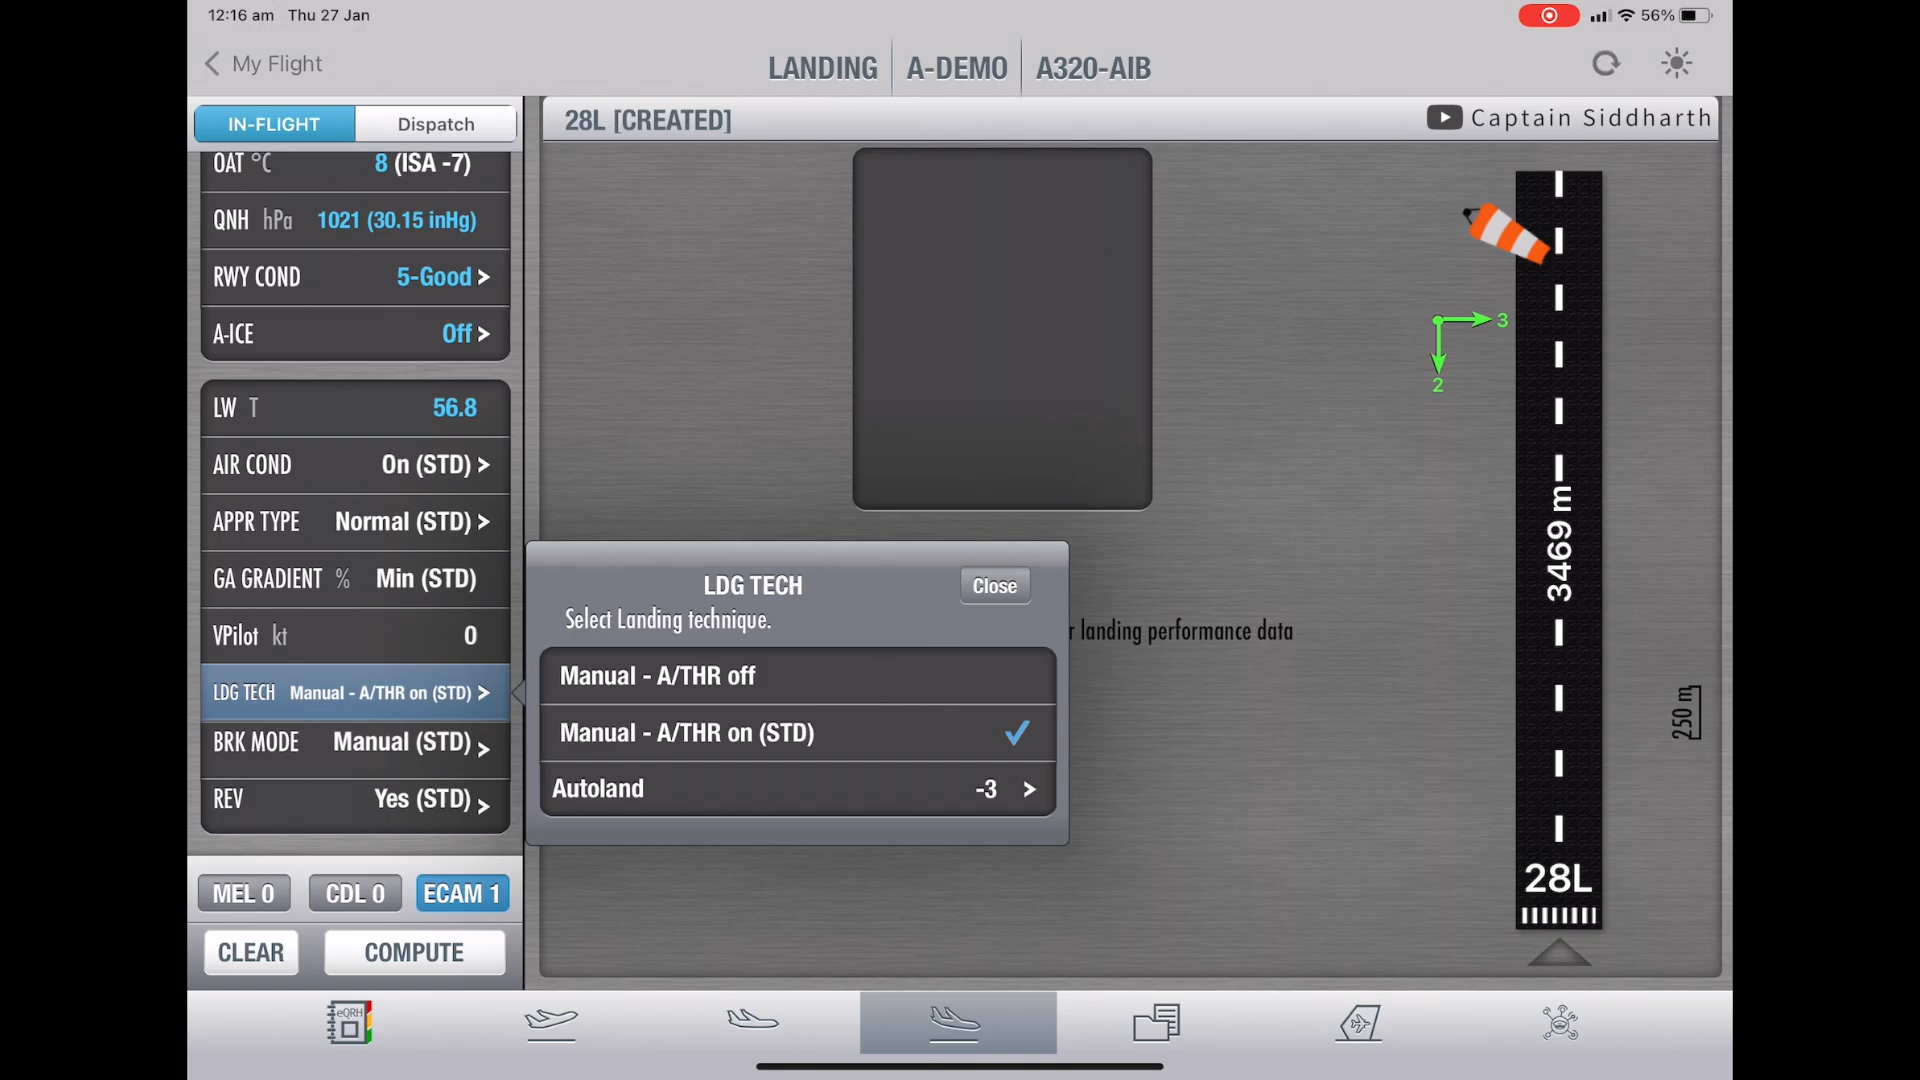 12:16 am Thu 27 Jan
56%
My Flight
LANDING A-DEMO A320-AIB
IN-FLIGHT Dispatch
28L [CREATED]
Captain Siddharth
OAT °C 8 (ISA -7)
QNH hPa 1021 (30.15 inHg)
RWY COND 5-Good >
A-ICE Off >
LW T 56.8
AIR COND On (STD) >
APPR TYPE Normal (STD) >
GA GRADIENT % Min (STD)
VPilot kt 0
LDG TECH Manual - A/THR on (STD) >
BRK MODE Manual (STD) >
REV Yes (STD) >
MEL 0 CDL 0 ECAM 1
CLEAR COMPUTE
LDG TECH Close
Select Landing technique.
Manual - A/THR off
Manual - A/THR on (STD)
Autoland -3 >
r landing performance data
3
2
3469 m
250 m
28L
eQRH